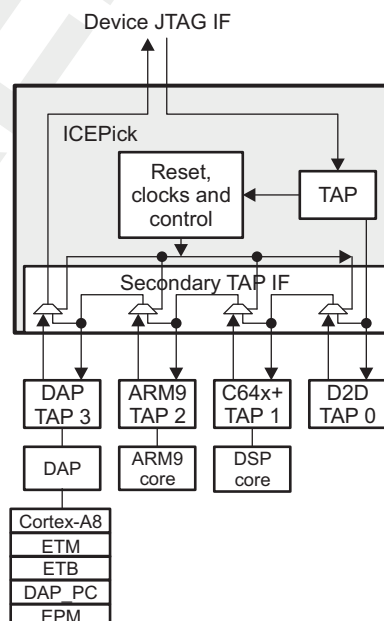 Device JTAG IF
ICEPick
Reset,
clocks and
control
TAP
Secondary TAP IF
DAP
TAP 3
ARM9
TAP 2
C64x+
TAP 1
D2D
TAP 0
DAP
ARM9
core
DSP
core
Cortex-A8
ETM
ETB
DAP_PC
EPM